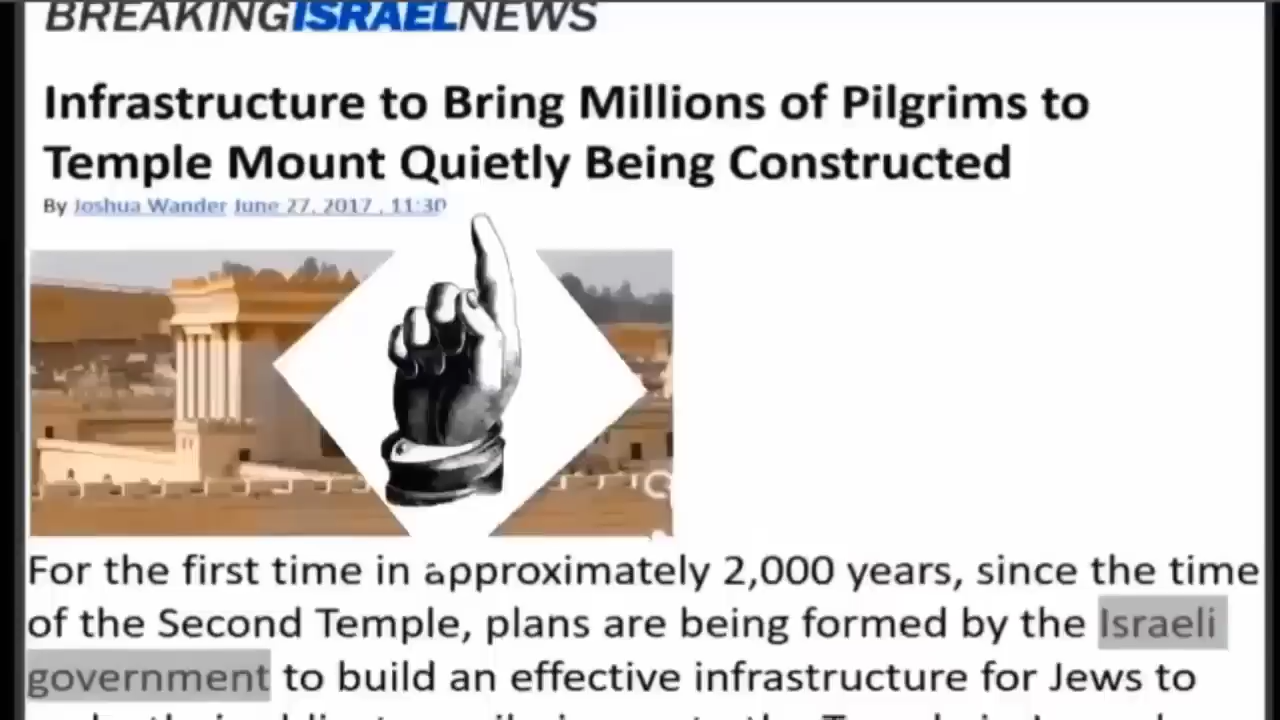 BREAKINGISRAELNEWS
Infrastructure to Bring Millions of Pilgrims to
Temple Mount Quietly Being Constructed
By Joshua Wander June 27, 2017 , 11:30
For the first time in approximately 2,000 years, since the time
of the Second Temple, plans are being formed by the Israeli
government to build an effective infrastructure for Jews to